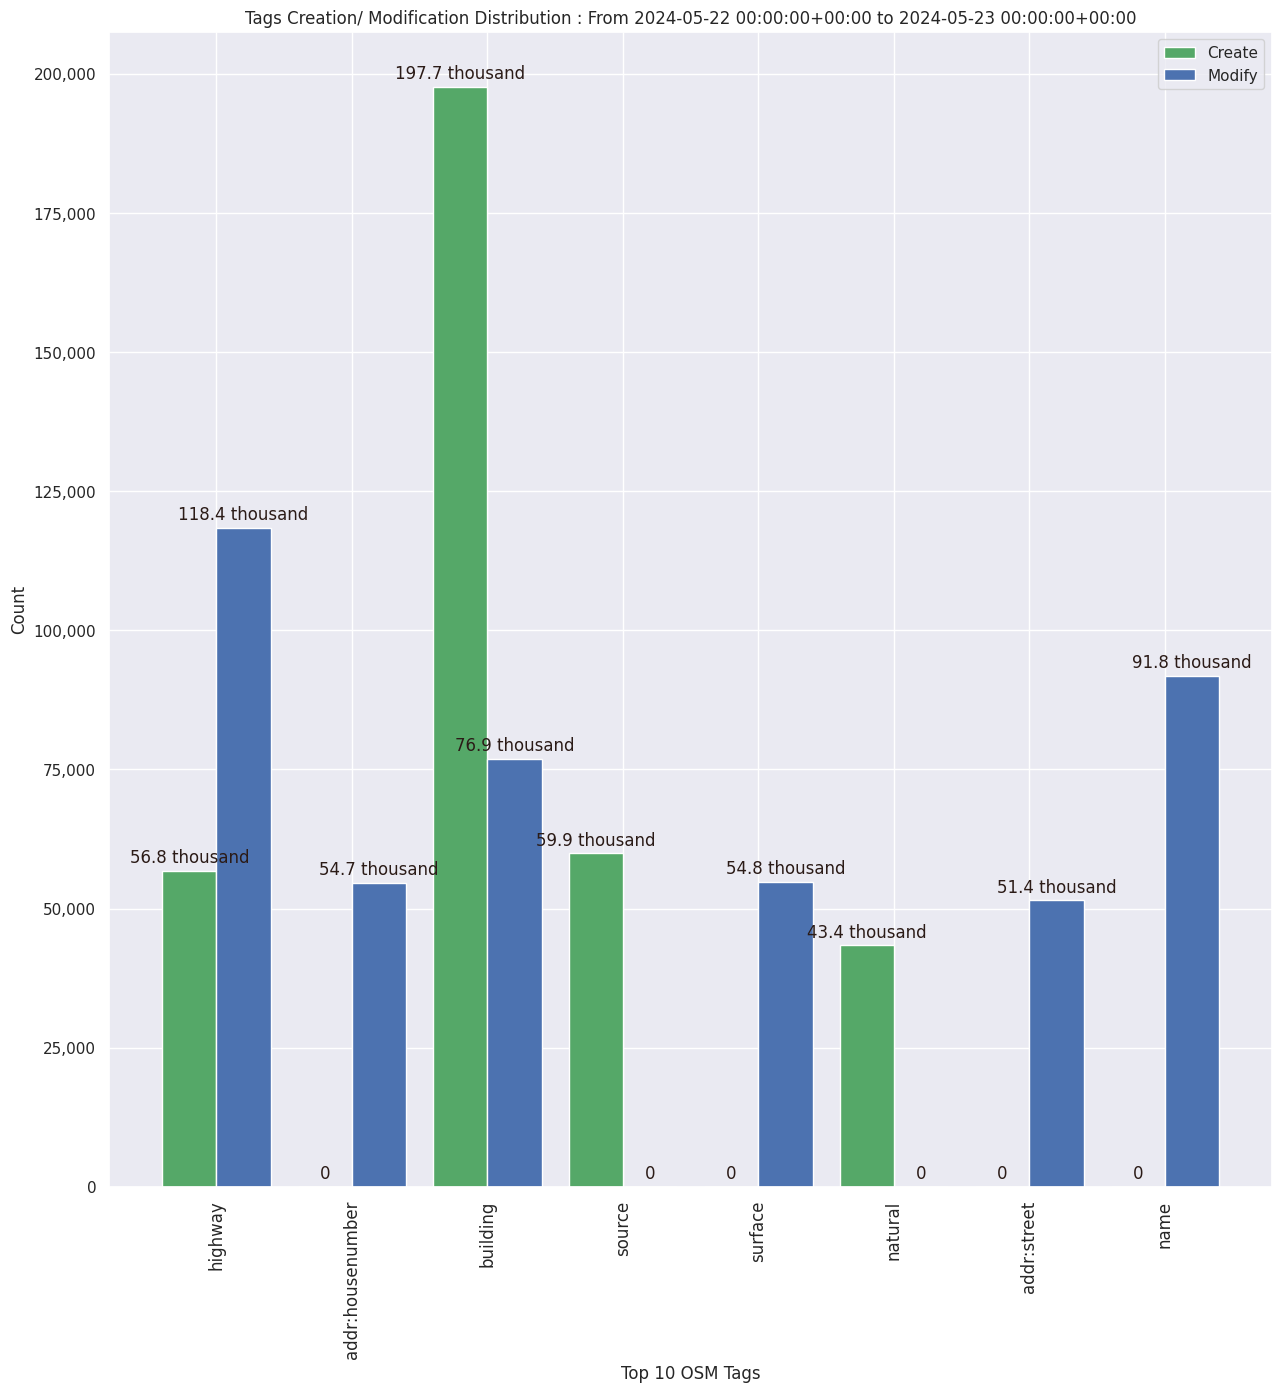 Tags Creation/ Modification Distribution : From 2024-05-22 00:00:00+00:00 to 2024-05-23 00:00:00+00:00
Create
Modify
200,000
175,000
150,000
125,000
100,000
75,000
50,000
25,000
0
Count
56.8 thousand
118.4 thousand
0
54.7 thousand
197.7 thousand
76.9 thousand
59.9 thousand
0
0
54.8 thousand
43.4 thousand
0
0
51.4 thousand
0
91.8 thousand
highway
addr:housenumber
building
source
surface
natural
addr:street
name
Top 10 OSM Tags